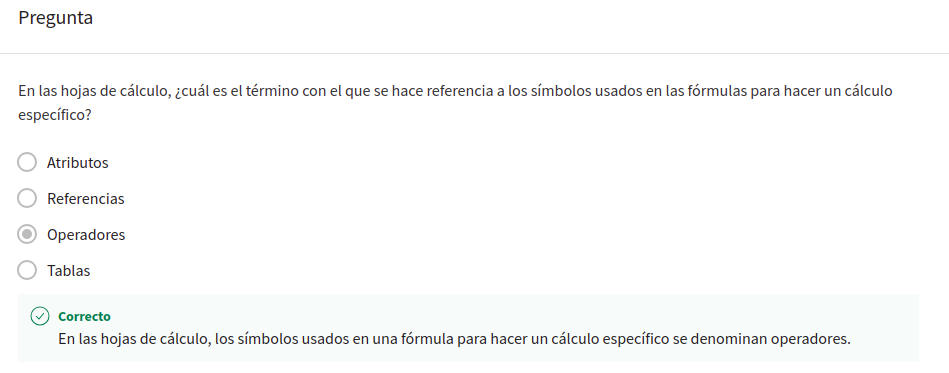 Pregunta
En las hojas de cálculo, ¿cuál es el término con el que se hace referencia a los símbolos usados en las fórmulas para hacer un cálculo
específico?
Atributos
Referencias
Operadores
Tablas
Correcto
En las hojas de cálculo, los símbolos usados en una fórmula para hacer un cálculo específico se denominan operadores.